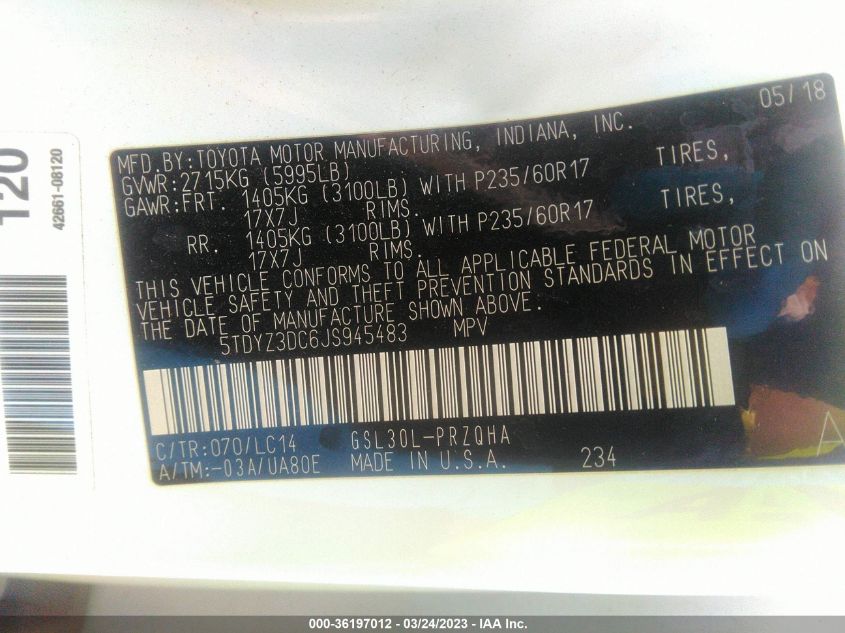 120
42661-08120
05/18
MFD.BY:TOYOTA MOTOR MANUFACTURING, INDIANA, INC.
GVWR:2715KG (5995LB)
GAWR:FRT. 1405KG (3100LB) WITH P235/60R17 TIRES,
17X7J RIMS.
RR. 1405KG (3100LB) WITH P235/60R17 TIRES,
17X7J RIMS.
THIS VEHICLE CONFORMS TO ALL APPLICABLE FEDERAL MOTOR
VEHICLE SAFETY AND THEFT PREVENTION STANDARDS IN EFFECT ON
THE DATE OF MANUFACTURE SHOWN ABOVE.
5TDYZ3DC6JS945483 MPV
C/TR:070/LC14 GSL30L-PRZQHA
A/TM:-03A/UA80E MADE IN U.S.A. 234
A
000-36197012 — 03/24/2023 — IAA Inc.